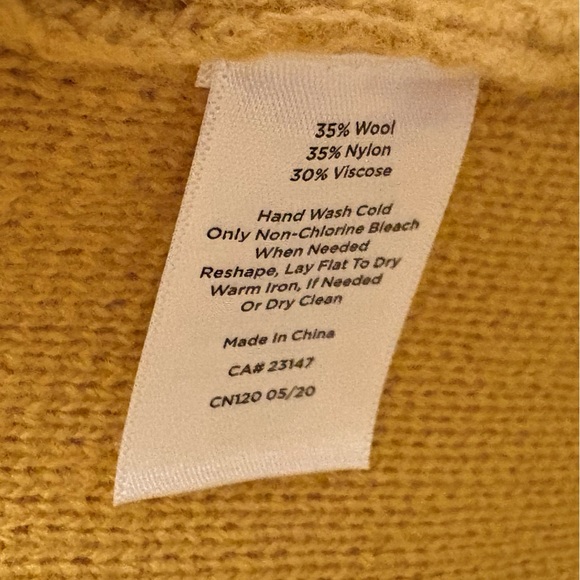 35% Wool
35% Nylon
30% Viscose
Hand Wash Cold
Only Non-Chlorine Bleach
When Needed
Reshape, Lay Flat To Dry
Warm Iron, If Needed
Or Dry Clean
Made In China
CA# 23147
CN120 05/20